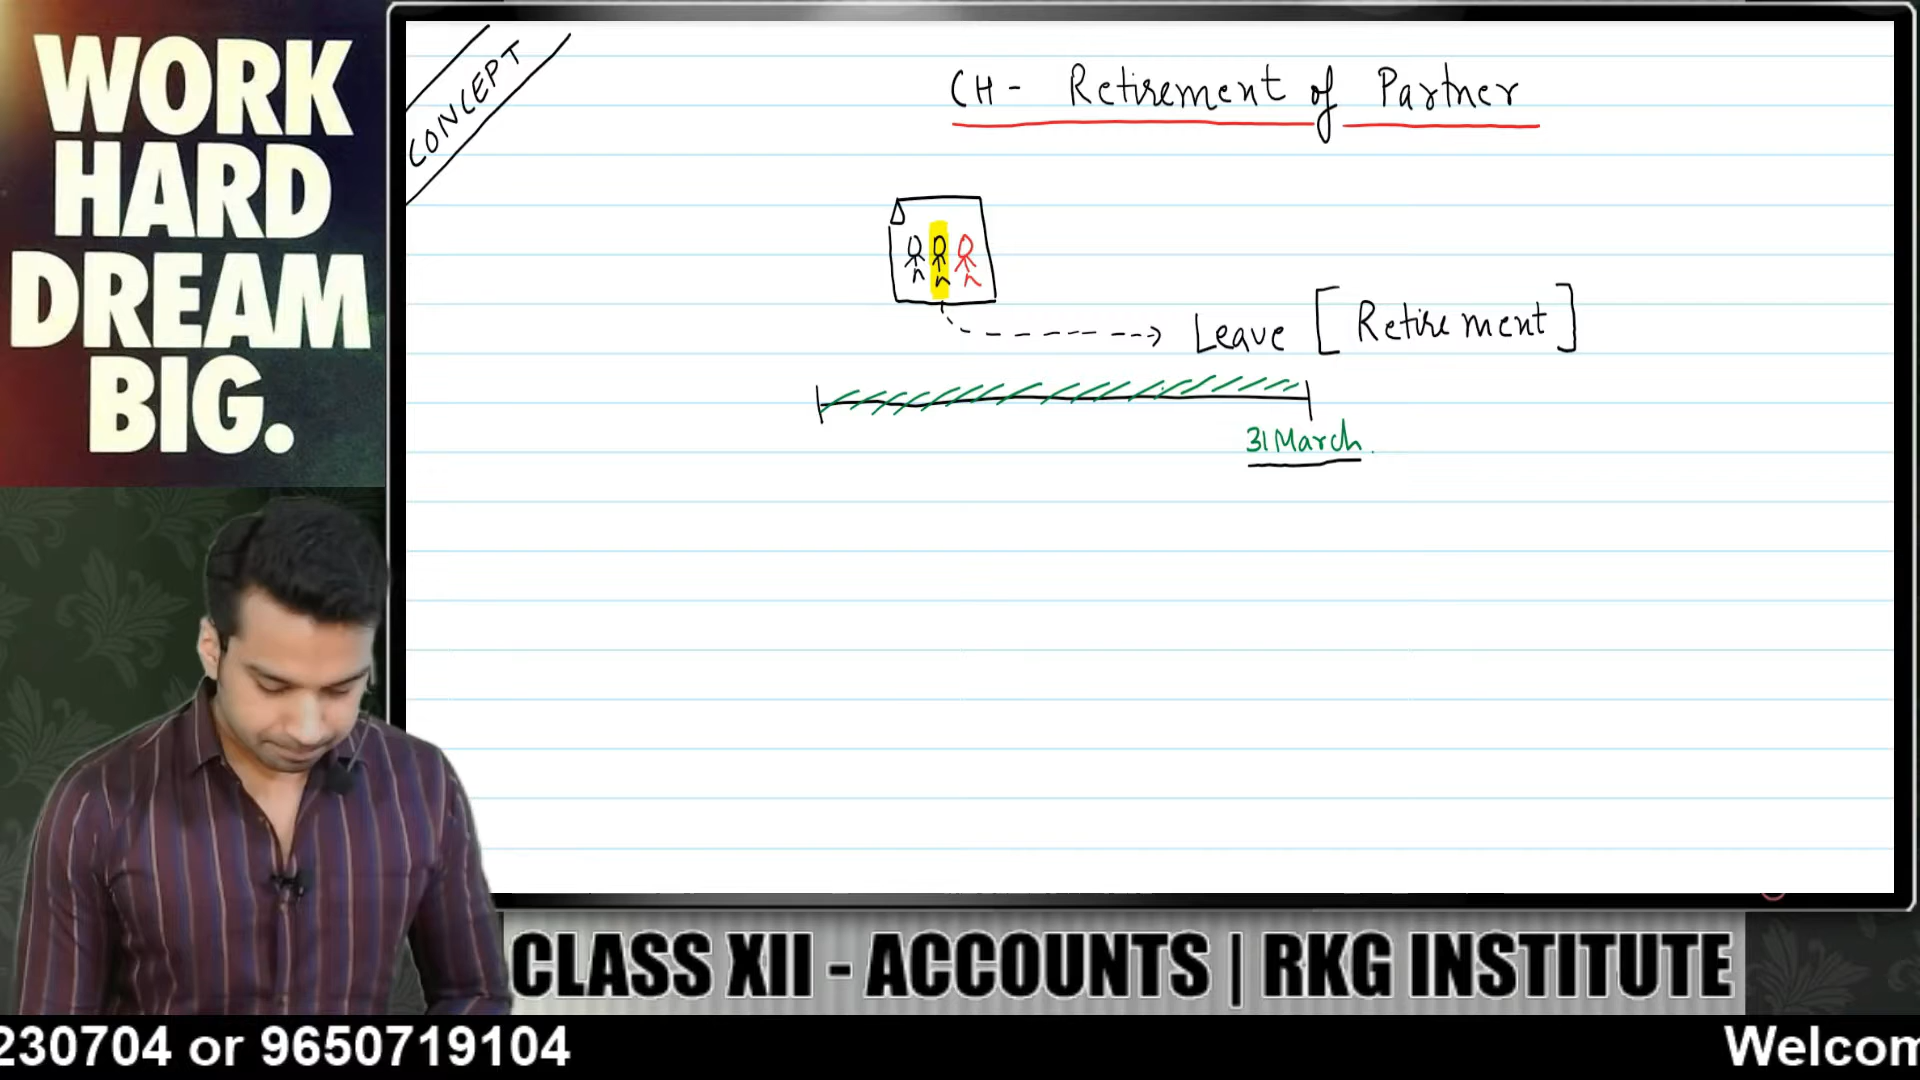 WORK
HARD
DREAM
BIG.
CONCEPT
CH- Retirement of Partner
Leave [ Retirement ]
31 March.
CLASS XII - ACCOUNTS | RKG INSTITUTE
230704 or 9650719104
Welcom